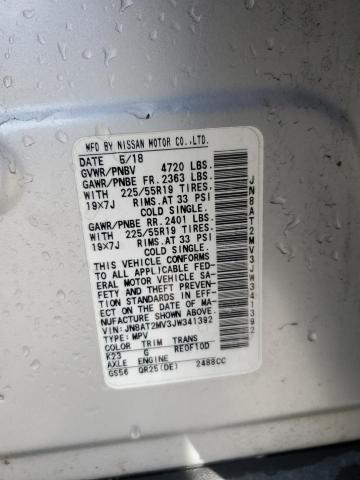 MFD BY NISSAN MOTOR CO.,LTD.
DATE 5/18
GVWR/PNBV 4720 LBS.
GAWR/PNBE FR. 2363 LBS.
WITH 225/55R19 TIRES.
19X7J RIMS.AT 33 PSI
COLD SINGLE.
GAWR/PNBE RR. 2401 LBS.
WITH 225/55R19 TIRES.
19X7J RIMS.AT 33 PSI
COLD SINGLE.
THIS VEHICLE CONFORMS
TO ALL APPLICABLE FED-
ERAL MOTOR VEHICLE SA-
FETY AND THEFT PREVENTI-
ON STANDARDS IN EFF-
ECT ON THE DATE OF MA-
NUFACTURE SHOWN ABOVE.
VIN: JN8AT2MV3JW341392
TYPE: MPV
COLOR TRIM TRANS
K23 G RE0F10D
AXLE ENGINE
GS56 QR25(DE) 2488CC
JN8AT2MV3JW341392